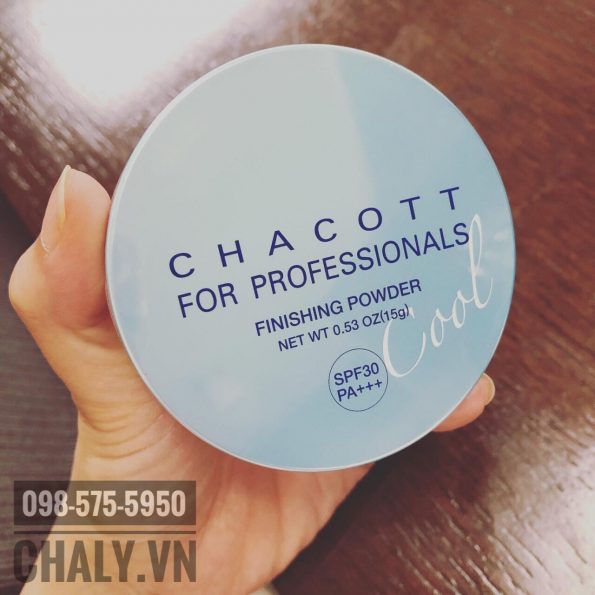 CHACOTT
FOR PROFESSIONALS
FINISHING POWDER
NET WT 0.53 OZ(15g)
Cool
SPF30
PA+++
098-575-5950
CHALY.VN